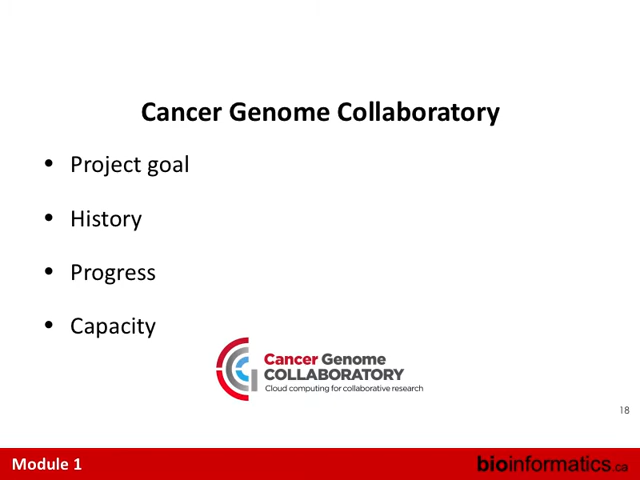 Cancer Genome Collaboratory
• Project goal
• History
• Progress
• Capacity
Cancer Genome
COLLABORATORY
Cloud computing for collaborative research
18
Module 1
bioinformatics.ca